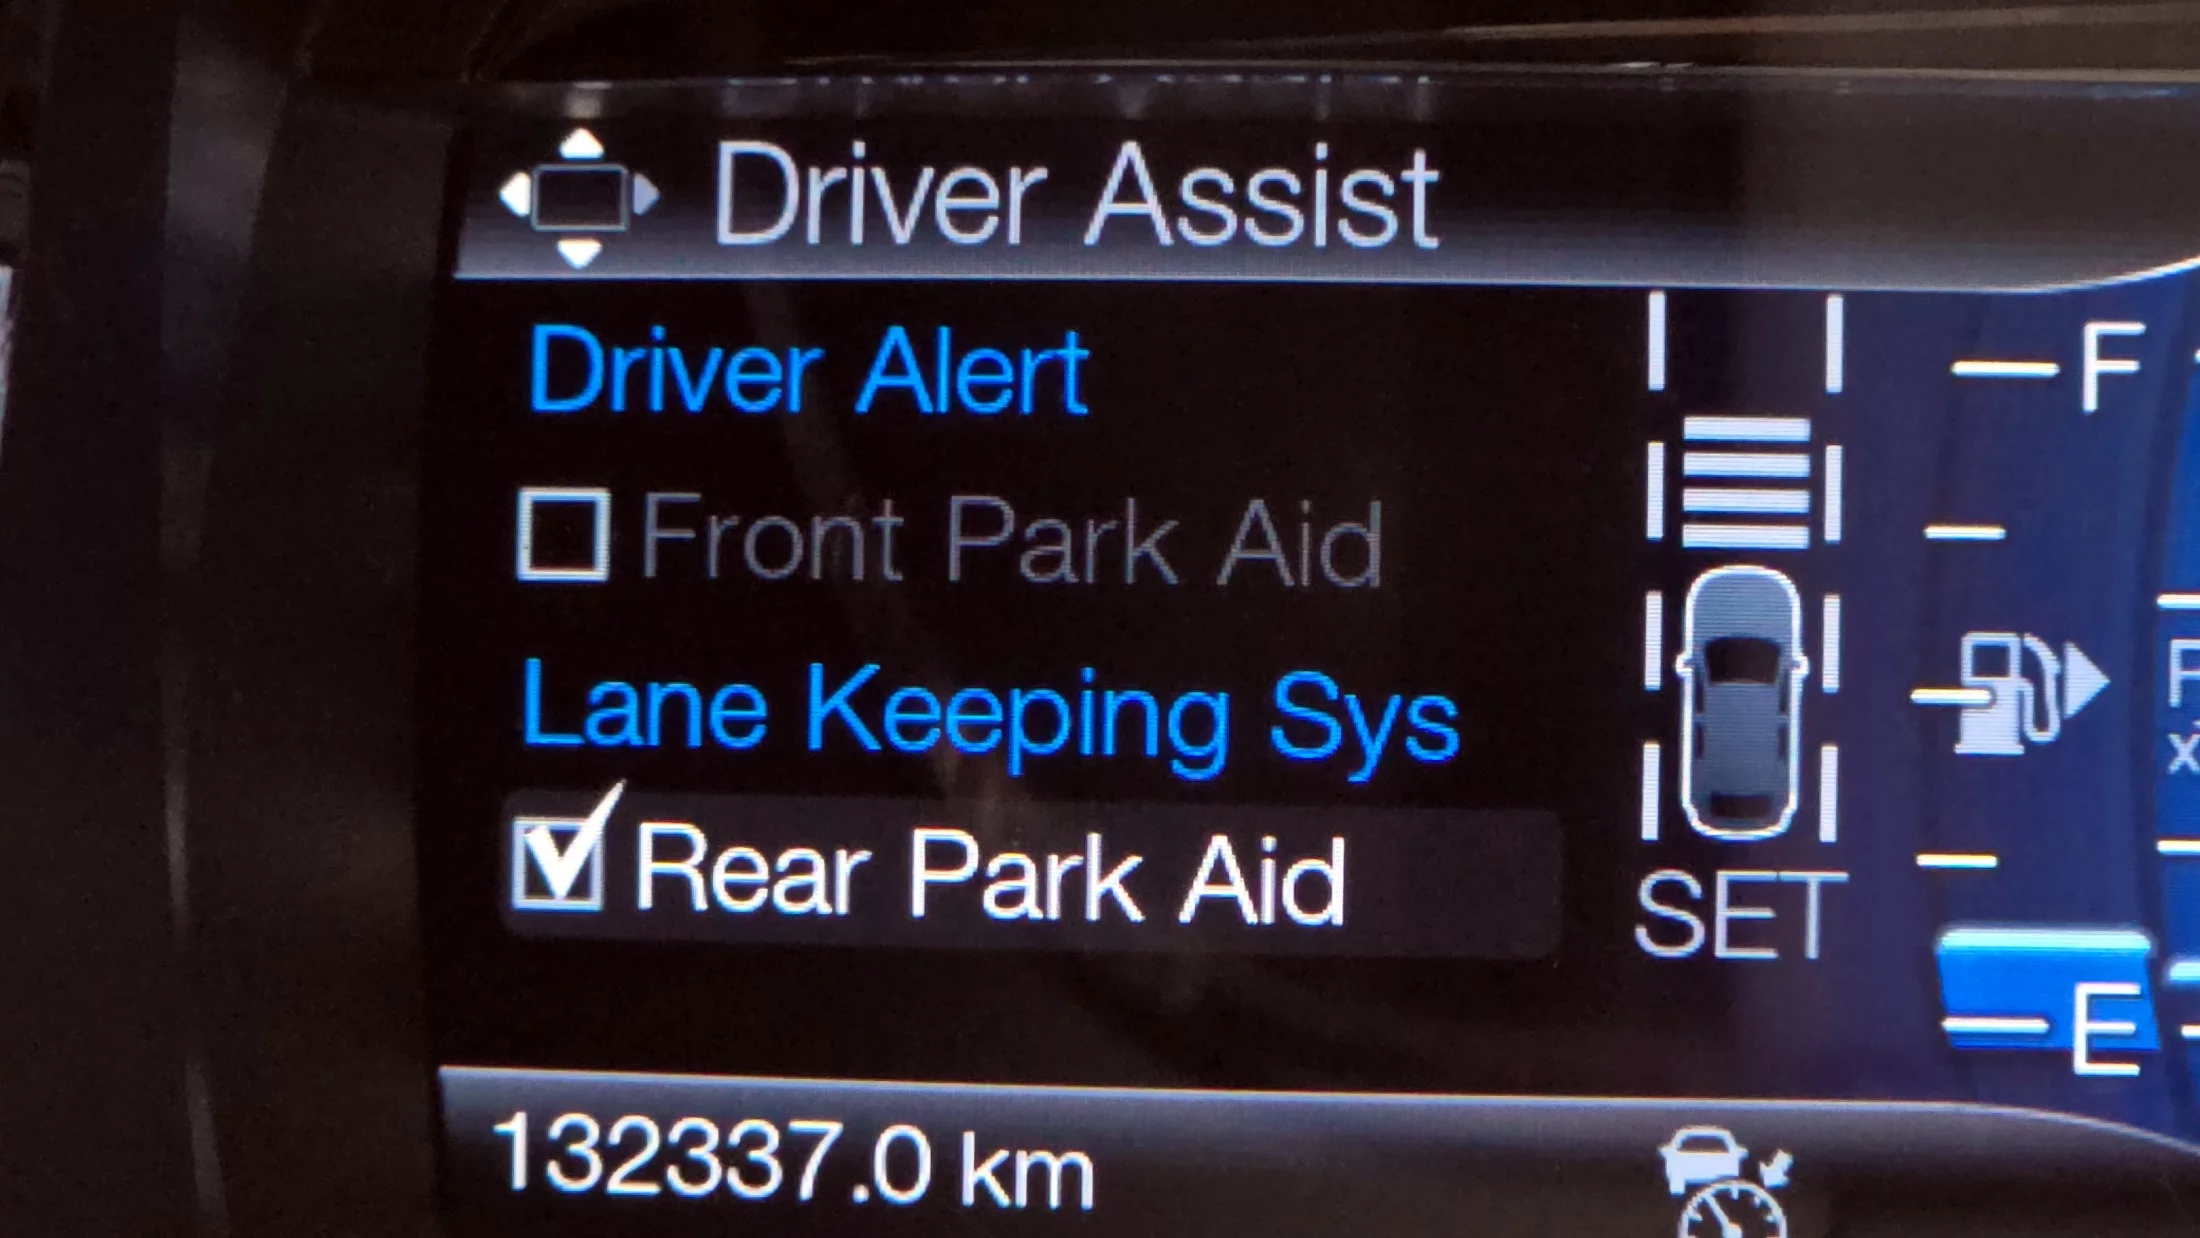 Driver Assist
Driver Alert
Front Park Aid
Lane Keeping Sys
Rear Park Aid
SET
F
E
132337.0 km